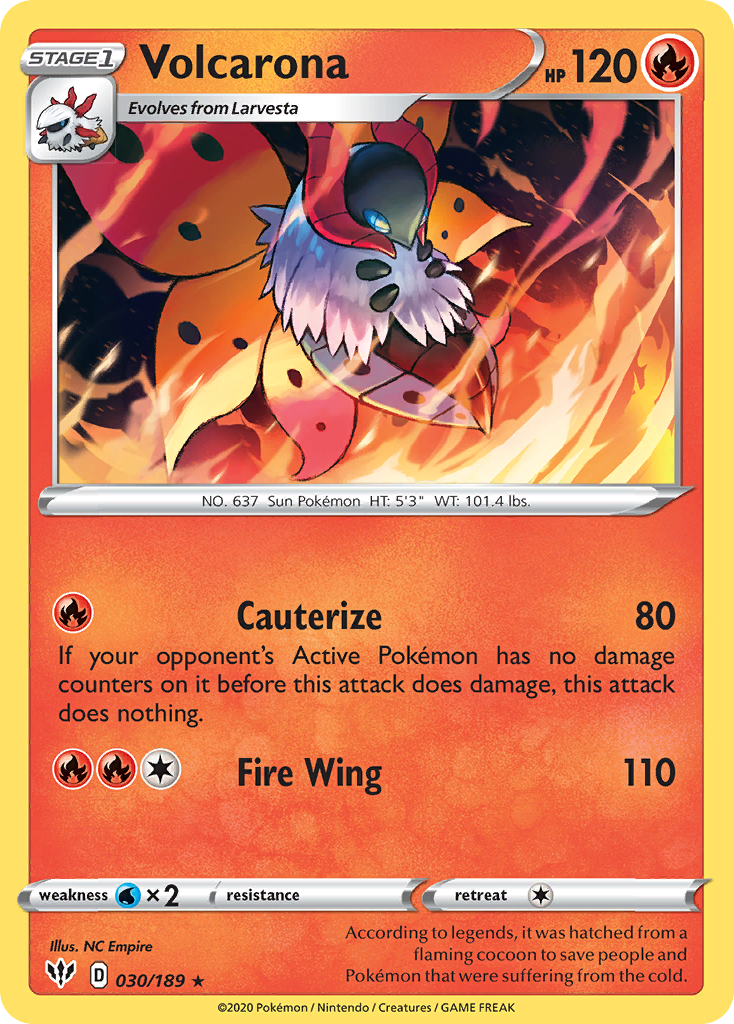 STAGE1
Volcarona
HP 120
Evolves from Larvesta
NO. 637 Sun Pokémon HT: 5'3" WT: 101.4 lbs.
Cauterize 80
If your opponent's Active Pokémon has no damage
counters on it before this attack does damage, this attack
does nothing.
Fire Wing 110
weakness ×2 resistance retreat
Illus. NC Empire
According to legends, it was hatched from a
flaming cocoon to save people and
Pokémon that were suffering from the cold.
D 030/189 ★
©2020 Pokémon / Nintendo / Creatures / GAME FREAK